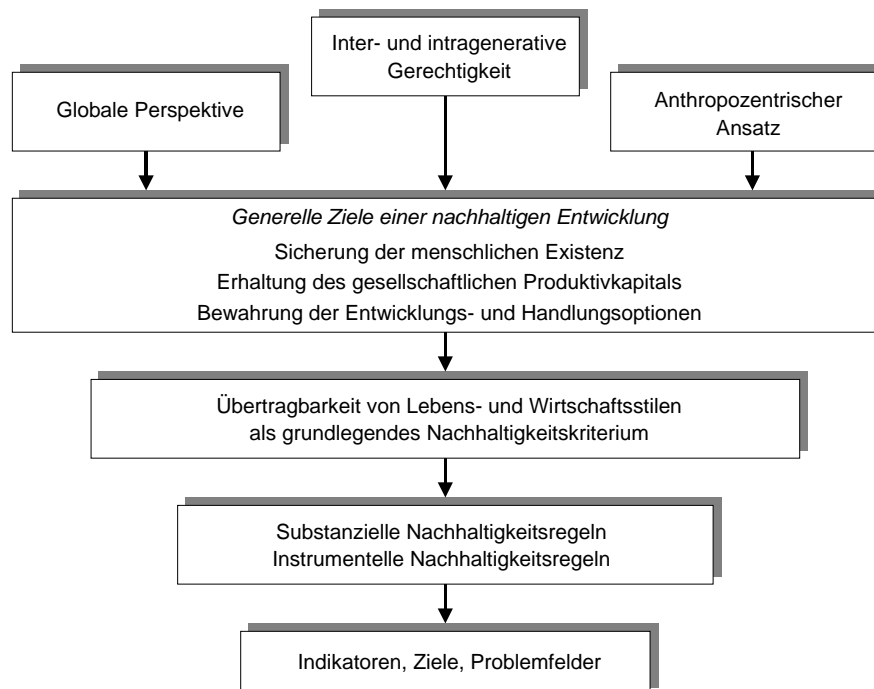 Inter- und intragenerative
Gerechtigkeit
Globale Perspektive
Anthropozentrischer
Ansatz
Generelle Ziele einer nachhaltigen Entwicklung
Sicherung der menschlichen Existenz
Erhaltung des gesellschaftlichen Produktivkapitals
Bewahrung der Entwicklungs- und Handlungsoptionen
Übertragbarkeit von Lebens- und Wirtschaftsstilen
als grundlegendes Nachhaltigkeitskriterium
Substanzielle Nachhaltigkeitsregeln
Instrumentelle Nachhaltigkeitsregeln
Indikatoren, Ziele, Problemfelder